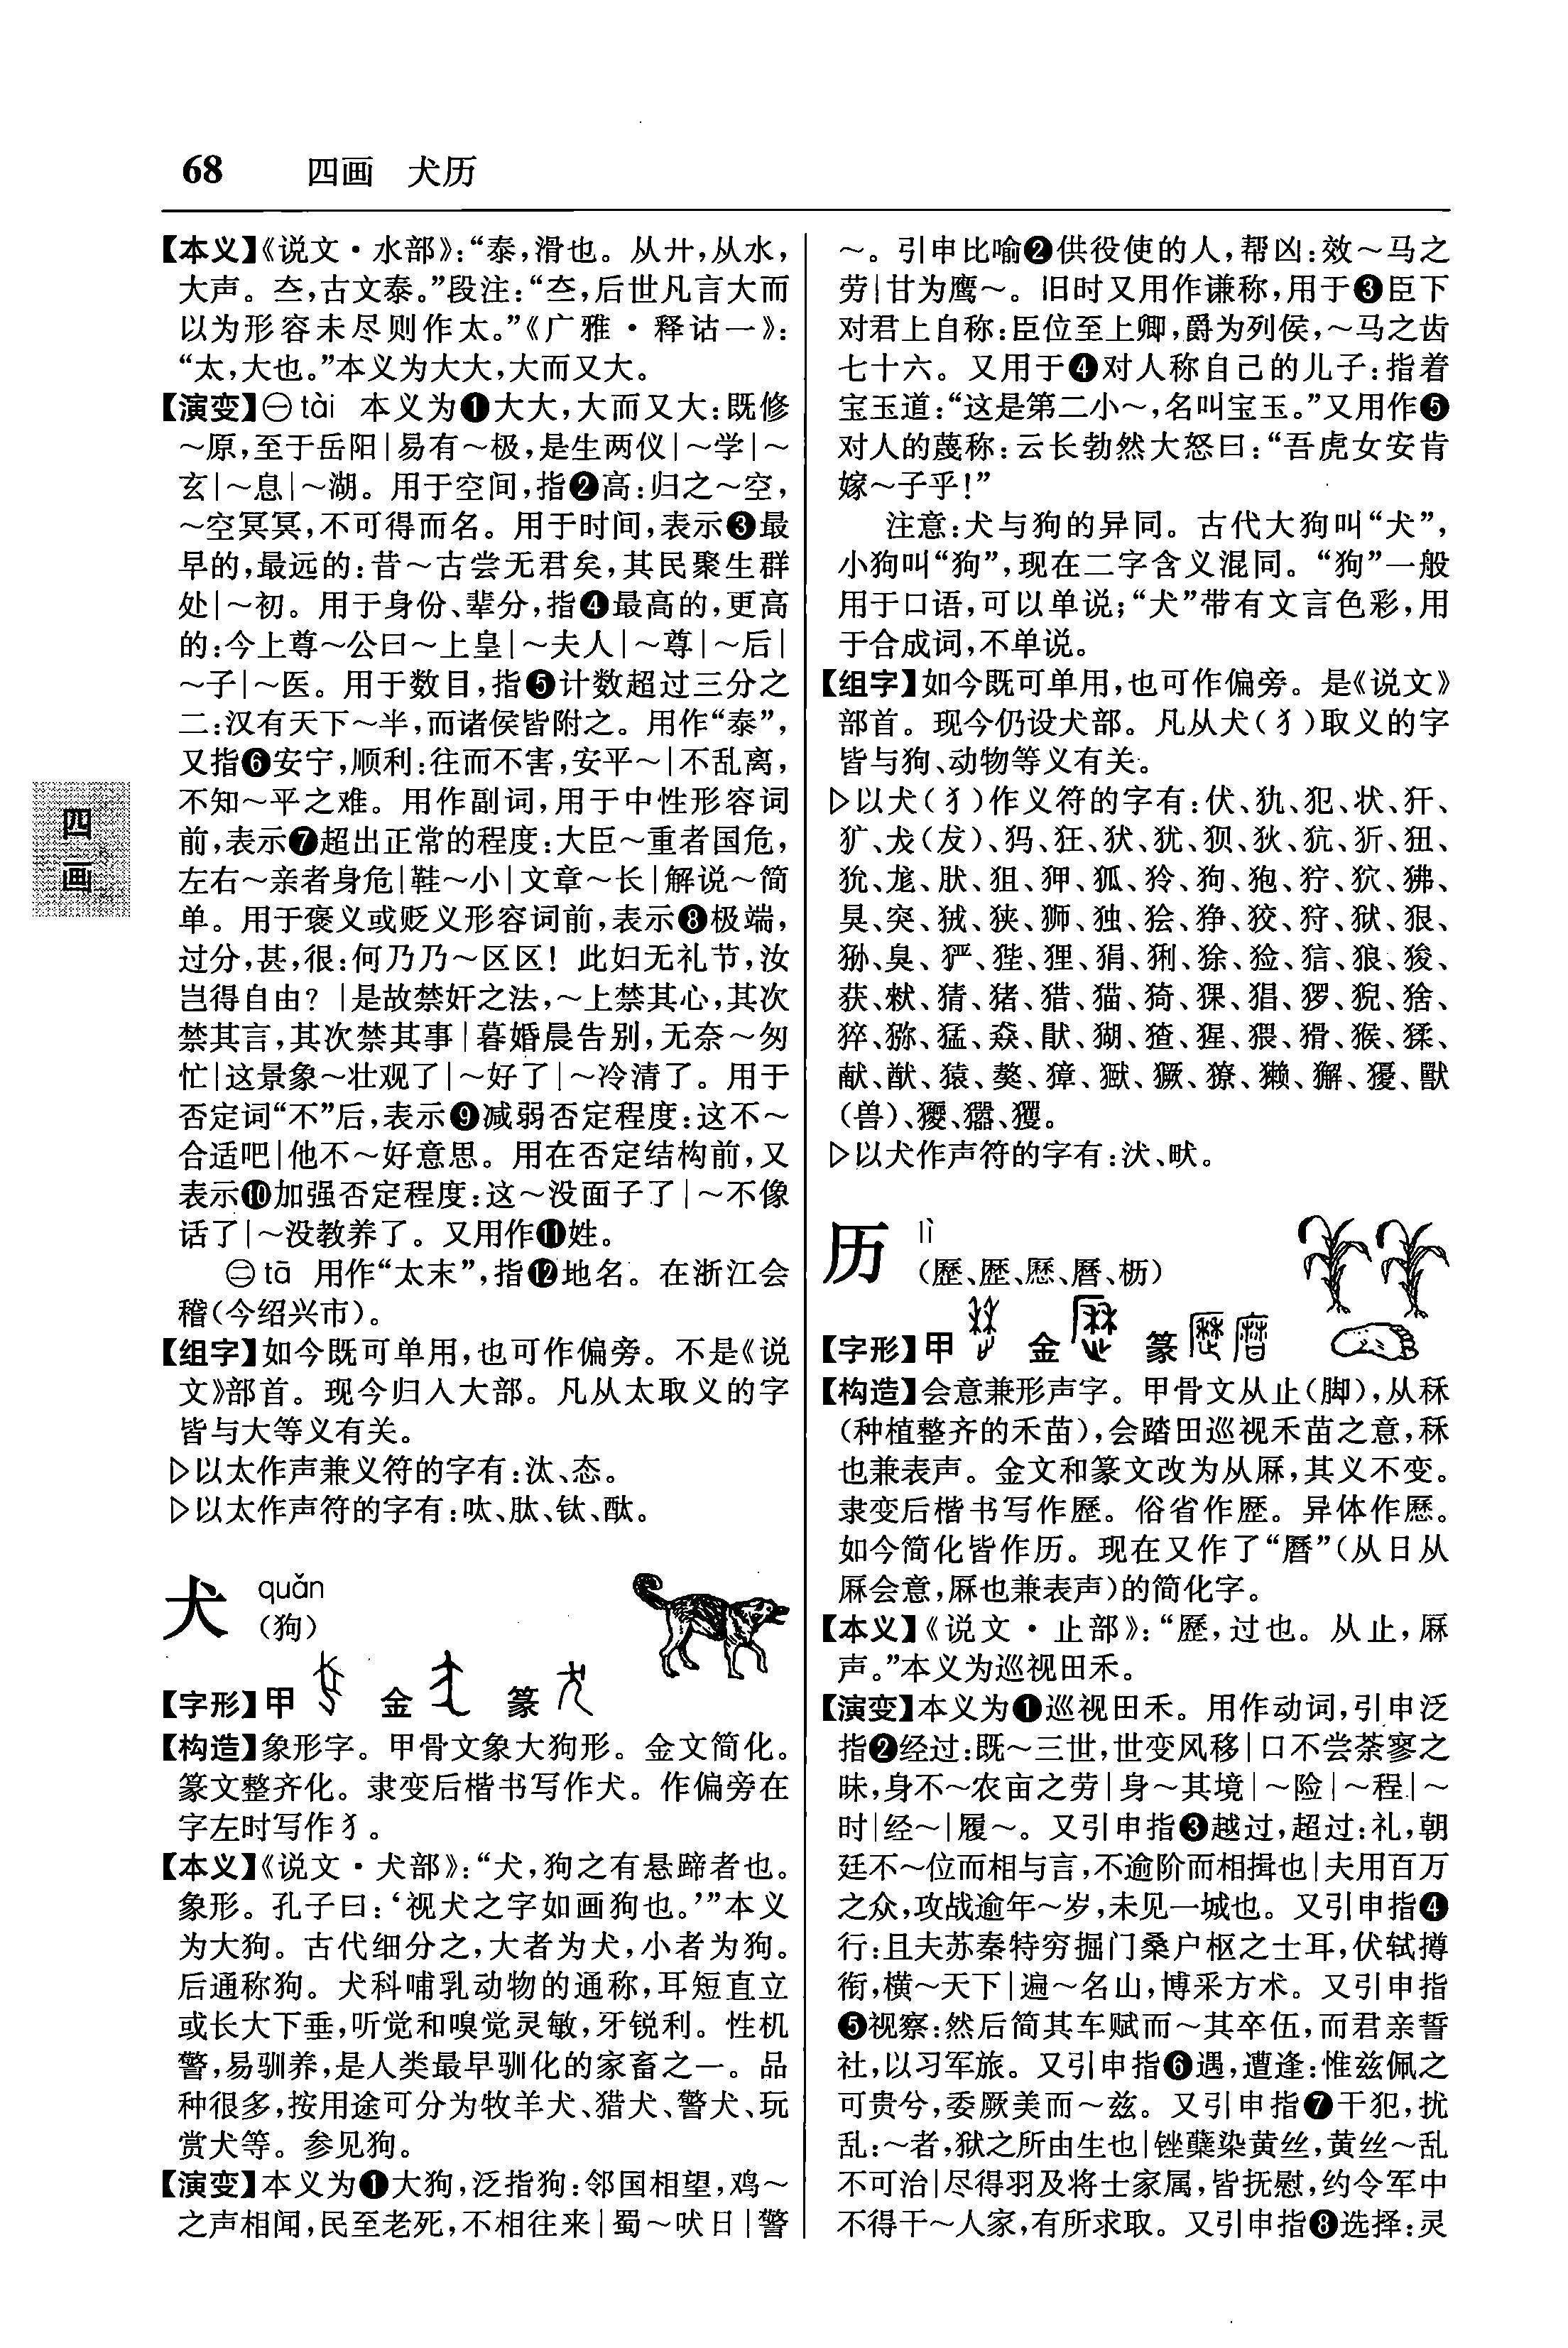 68 四画 犬历
【本义】《说文·水部》:“泰,滑也。从廾,从水,
大声。夳,古文泰。”段注:“夳,后世凡言大而
以为形容未尽则作太。”《广雅·释诂一》:
“太,大也。”本义为大大,大而又大。
【演变】㊀tài 本义为❶大大,大而又大:既修
～原,至于岳阳|易有～极,是生两仪|～学|～
玄|～息|～湖。用于空间,指❷高:归之～空,
～空冥冥,不可得而名。用于时间,表示❸最
早的,最远的:昔～古尝无君矣,其民聚生群
处|～初。用于身份、辈分,指❹最高的,更高
的:今上尊～公曰～上皇|～夫人|～尊|～后|
～子|～医。用于数目,指❺计数超过三分之
二:汉有天下～半,而诸侯皆附之。用作“泰”,
又指❻安宁,顺利:往而不害,安平～|不乱离,
不知～平之难。用作副词,用于中性形容词
前,表示❼超出正常的程度:大臣～重者国危,
左右～亲者身危|鞋～小|文章～长|解说～简
单。用于褒义或贬义形容词前,表示❽极端,
过分,甚,很:何乃乃～区区!此妇无礼节,汝
岂得自由?|是故禁奸之法,～上禁其心,其次
禁其言,其次禁其事|暮婚晨告别,无奈～匆
忙|这景象～壮观了|～好了|～冷清了。用于
否定词“不”后,表示❾减弱否定程度:这不～
合适吧|他不～好意思。用在否定结构前,又
表示❿加强否定程度:这～没面子了|～不像
话了|～没教养了。又用作⓫姓。
㊁tā 用作“太末”,指⓬地名。在浙江会
稽(今绍兴市)。
【组字】如今既可单用,也可作偏旁。不是《说
文》部首。现今归入大部。凡从太取义的字
皆与大等义有关。
▷以太作声兼义符的字有:汰、态。
▷以太作声符的字有:呔、肽、钛、酞。
犬 quǎn
(狗)
【字形】甲 金 篆
【构造】象形字。甲骨文象大狗形。金文简化。
篆文整齐化。隶变后楷书写作犬。作偏旁在
字左时写作犭。
【本义】《说文·犬部》:“犬,狗之有悬蹄者也。
象形。孔子曰:‘视犬之字如画狗也。’”本义
为大狗。古代细分之,大者为犬,小者为狗。
后通称狗。犬科哺乳动物的通称,耳短直立
或长大下垂,听觉和嗅觉灵敏,牙锐利。性机
警,易驯养,是人类最早驯化的家畜之一。品
种很多,按用途可分为牧羊犬、猎犬、警犬、玩
赏犬等。参见狗。
【演变】本义为❶大狗,泛指狗:邻国相望,鸡～
之声相闻,民至老死,不相往来|蜀～吠日|警
～。引申比喻❷供役使的人,帮凶:效～马之
劳|甘为鹰～。旧时又用作谦称,用于❸臣下
对君上自称:臣位至上卿,爵为列侯,～马之齿
七十六。又用于❹对人称自己的儿子:指着
宝玉道:“这是第二小～,名叫宝玉。”又用作❺
对人的蔑称:云长勃然大怒曰:“吾虎女安肯
嫁～子乎!”
注意:犬与狗的异同。古代大狗叫“犬”,
小狗叫“狗”,现在二字含义混同。“狗”一般
用于口语,可以单说;“犬”带有文言色彩,用
于合成词,不单说。
【组字】如今既可单用,也可作偏旁。是《说文》
部首。现今仍设犬部。凡从犬(犭)取义的字
皆与狗、动物等义有关。
▷以犬(犭)作义符的字有:伏、犰、犯、状、犴、
犷、犮(犮)、犸、狂、状、犹、狈、狄、狁、狋、狃、
狁、尨、肰、狙、狎、狐、狑、狗、狍、狞、狖、狒、
臭、突、狨、狭、狮、独、狯、狰、狡、狩、狱、狠、
狲、臭、狴、狸、狷、猁、狳、猃、狺、狼、狻、
获、猌、猜、猪、猎、猫、猗、猓、猖、猡、猊、猞、
猝、猕、猛、猋、猒、猢、猹、猩、猥、猾、猴、猱、
献、猷、猿、獒、獐、獄、獗、獠、獭、獬、獴、獸
(兽)、獶、獵、玃。
▷以犬作声符的字有:汱、畎。
历 lì
(歷、歴、厯、曆、枥)
【字形】甲 金 篆
【构造】会意兼形声字。甲骨文从止(脚),从秝
(种植整齐的禾苗),会踏田巡视禾苗之意,秝
也兼表声。金文和篆文改为从厤,其义不变。
隶变后楷书写作歷。俗省作歴。异体作厯。
如今简化皆作历。现在又作了“曆”(从日从
厤会意,厤也兼表声)的简化字。
【本义】《说文·止部》:“歷,过也。从止,厤
声。”本义为巡视田禾。
【演变】本义为❶巡视田禾。用作动词,引申泛
指❷经过:既～三世,世变风移|口不尝荼寥之
味,身不～农亩之劳|身～其境|～险|～程|～
时|经～|履～。又引申指❸越过,超过:礼,朝
廷不～位而相与言,不逾阶而相揖也|夫用百万
之众,攻战逾年～岁,未见一城也。又引申指❹
行:且夫苏秦特穷掘门桑户枢之士耳,伏轼撙
衔,横～天下|遍～名山,博采方术。又引申指
❺视察:然后简其车赋而～其卒伍,而君亲誓
社,以习军旅。又引申指❻遇,遭逢:惟兹佩之
可贵兮,委厥美而～兹。又引申指❼干犯,扰
乱:～者,狱之所由生也|锉蘖染黄丝,黄丝～乱
不可治|尽得羽及将士家属,皆抚慰,约令军中
不得干～人家,有所求取。又引申指❽选择:灵
四画